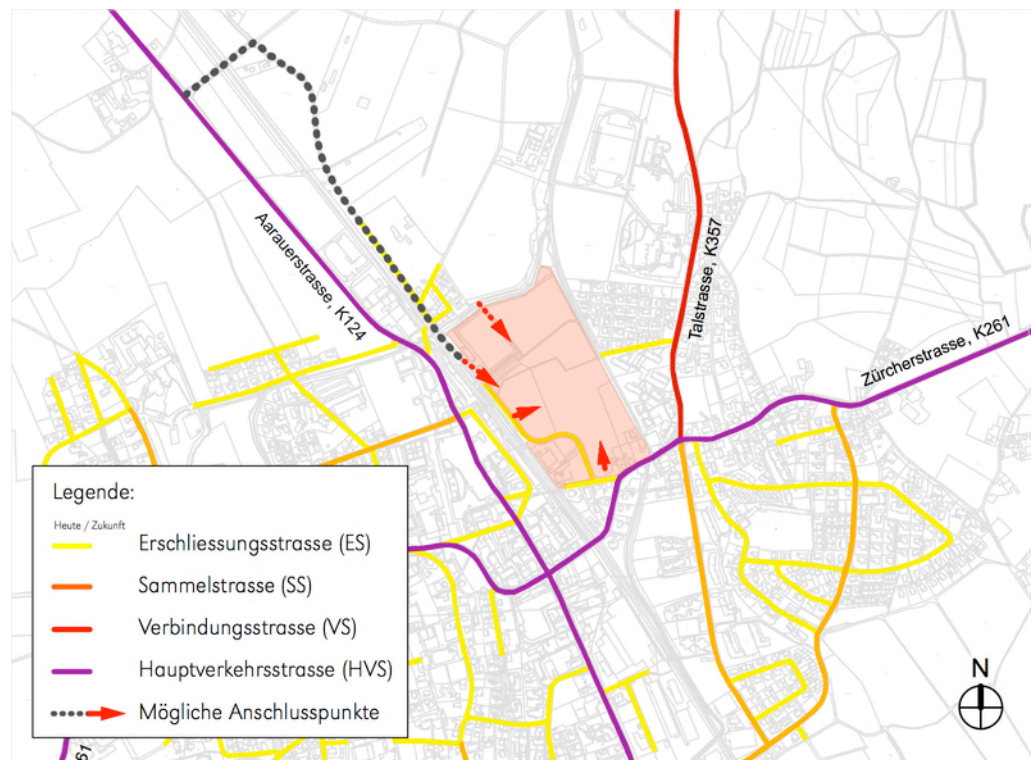 Aarauerstrasse, K124
Talstrasse, K357
Zürcherstrasse, K261
Legende:
Heute / Zukunft
Erschliessungsstrasse (ES)
Sammelstrasse (SS)
Verbindungsstrasse (VS)
Hauptverkehrsstrasse (HVS)
Mögliche Anschlusspunkte
N
61